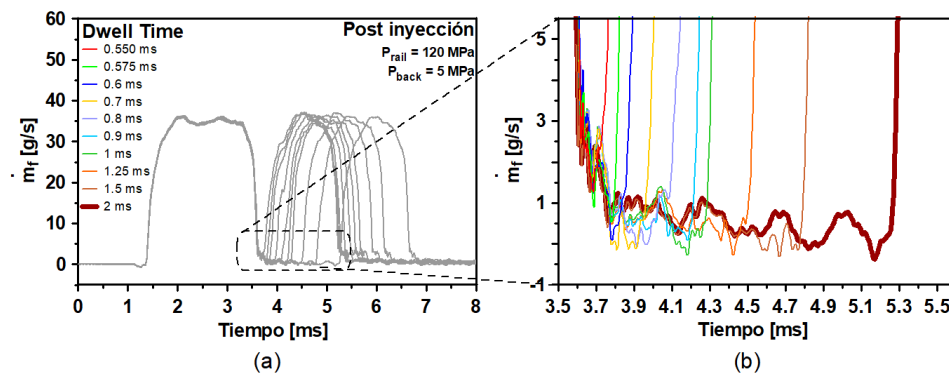 Dwell Time
0.550 ms
0.575 ms
0.6 ms
0.7 ms
0.8 ms
0.9 ms
1 ms
1.25 ms
1.5 ms
2 ms
Post inyección
P_rail = 120 MPa
P_back = 5 MPa
60
50
40
30
20
10
0
ṁ_f [g/s]
0 1 2 3 4 5 6 7 8
Tiempo [ms]
(a)
5
3
1
-1
ṁ_f [g/s]
3.5 3.7 3.9 4.1 4.3 4.5 4.7 4.9 5.1 5.3 5.5
Tiempo [ms]
(b)